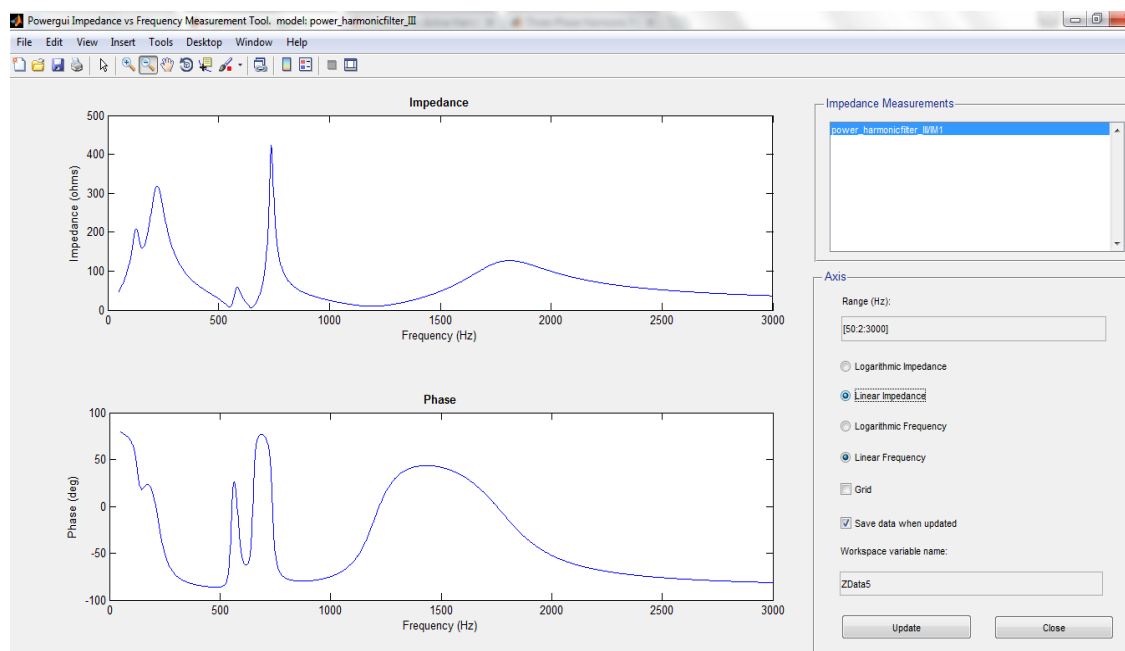 Powergui Impedance vs Frequency Measurement Tool. model: power_harmonicfilter_III
File Edit View Insert Tools Desktop Window Help
Impedance
500
400
300
200
100
0
Impedance (ohms)
0 500 1000 1500 2000 2500 3000
Frequency (Hz)
Phase
100
50
0
-50
-100
Phase (deg)
0 500 1000 1500 2000 2500 3000
Frequency (Hz)
Impedance Measurements
power_harmonicfilter_III/IM1
Axis
Range (Hz):
[50:2:3000]
Logarithmic Impedance
Linear Impedance
Logarithmic Frequency
Linear Frequency
Grid
Save data when updated
Workspace variable name:
ZData5
Update Close